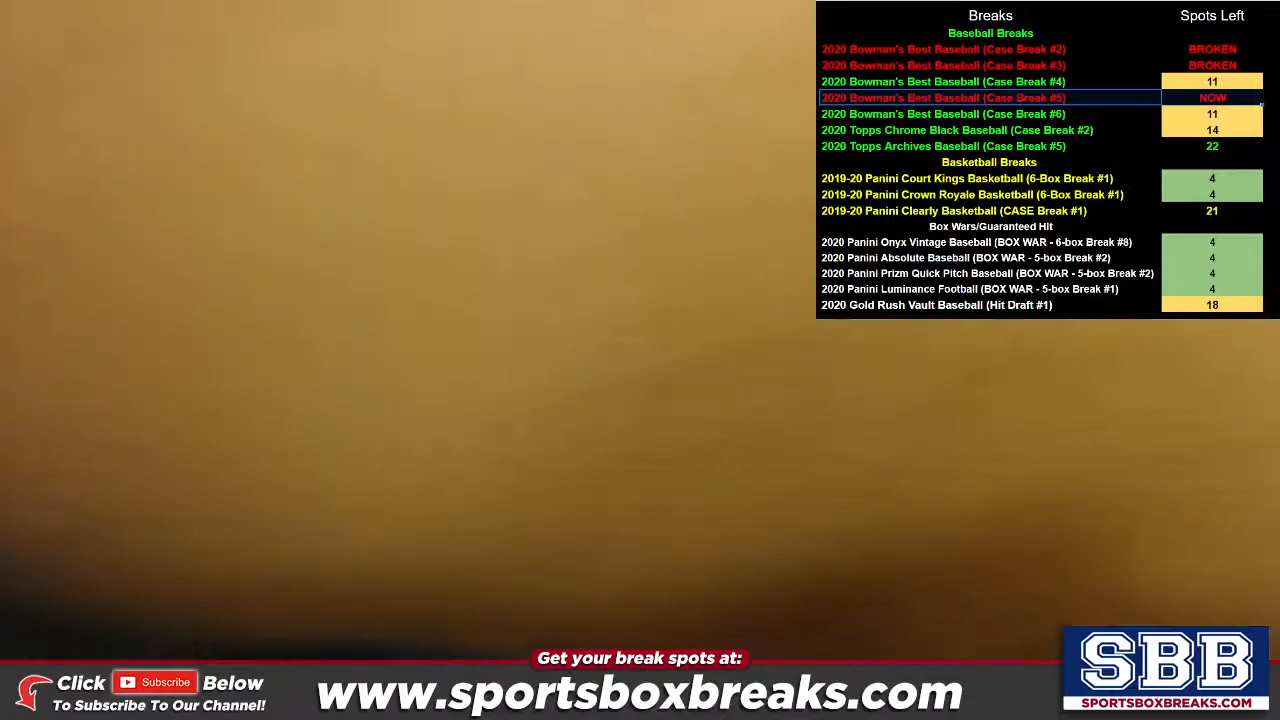 Breaks Spots Left
Baseball Breaks
2020 Bowman's Best Baseball (Case Break #2) BROKEN
2020 Bowman's Best Baseball (Case Break #3) BROKEN
2020 Bowman's Best Baseball (Case Break #4) 11
2020 Bowman's Best Baseball (Case Break #5) NOW
2020 Bowman's Best Baseball (Case Break #6) 11
2020 Topps Chrome Black Baseball (Case Break #2) 14
2020 Topps Archives Baseball (Case Break #5) 22
Basketball Breaks
2019-20 Panini Court Kings Basketball (6-Box Break #1) 4
2019-20 Panini Crown Royale Basketball (6-Box Break #1) 4
2019-20 Panini Clearly Basketball (CASE Break #1) 21
Box Wars/Guaranteed Hit
2020 Panini Onyx Vintage Baseball (BOX WAR - 6-box Break #8) 4
2020 Panini Absolute Baseball (BOX WAR - 5-box Break #2) 4
2020 Panini Prizm Quick Pitch Baseball (BOX WAR - 5-box Break #2) 4
2020 Panini Luminance Football (BOX WAR - 5-box Break #1) 4
2020 Gold Rush Vault Baseball (Hit Draft #1) 18
Get your break spots at:
Click Subscribe Below
To Subscribe To Our Channel!
www.sportsboxbreaks.com
SBB
SPORTSBOXBREAKS.COM